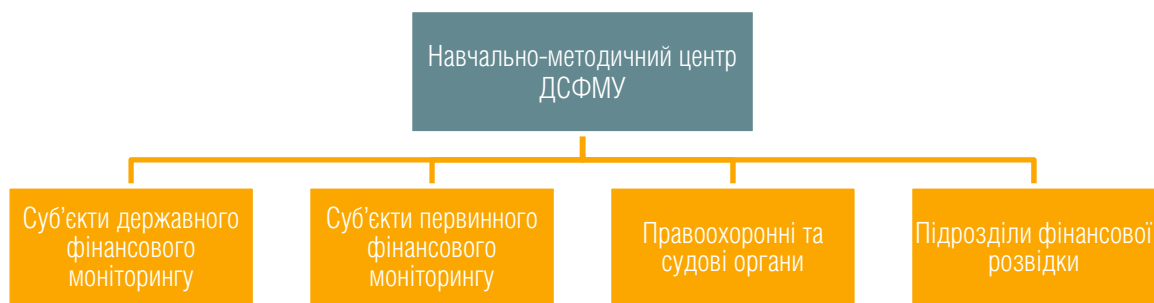 Навчально-методичний центр
ДСФМУ
Суб’єкти державного
фінансового
моніторингу
Суб’єкти первинного
фінансового
моніторингу
Правоохоронні та
судові органи
Підрозділи фінансової
розвідки